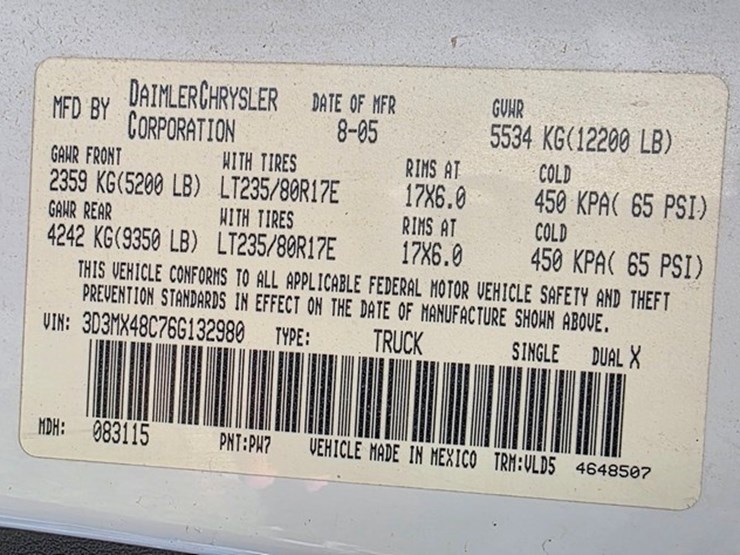 MFD BY DAIMLERCHRYSLER CORPORATION DATE OF MFR 8-05 GVWR 5534 KG(12200 LB)
GAWR FRONT WITH TIRES RIMS AT COLD
2359 KG(5200 LB) LT235/80R17E 17X6.0 450 KPA( 65 PSI)
GAWR REAR WITH TIRES RIMS AT COLD
4242 KG(9350 LB) LT235/80R17E 17X6.0 450 KPA( 65 PSI)
THIS VEHICLE CONFORMS TO ALL APPLICABLE FEDERAL MOTOR VEHICLE SAFETY AND THEFT
PREVENTION STANDARDS IN EFFECT ON THE DATE OF MANUFACTURE SHOWN ABOVE.
VIN: 3D3MX48C76G132980 TYPE: TRUCK SINGLE DUAL X
MDH: 083115 PNT:PW7 VEHICLE MADE IN MEXICO TRM:VLD5 4648507